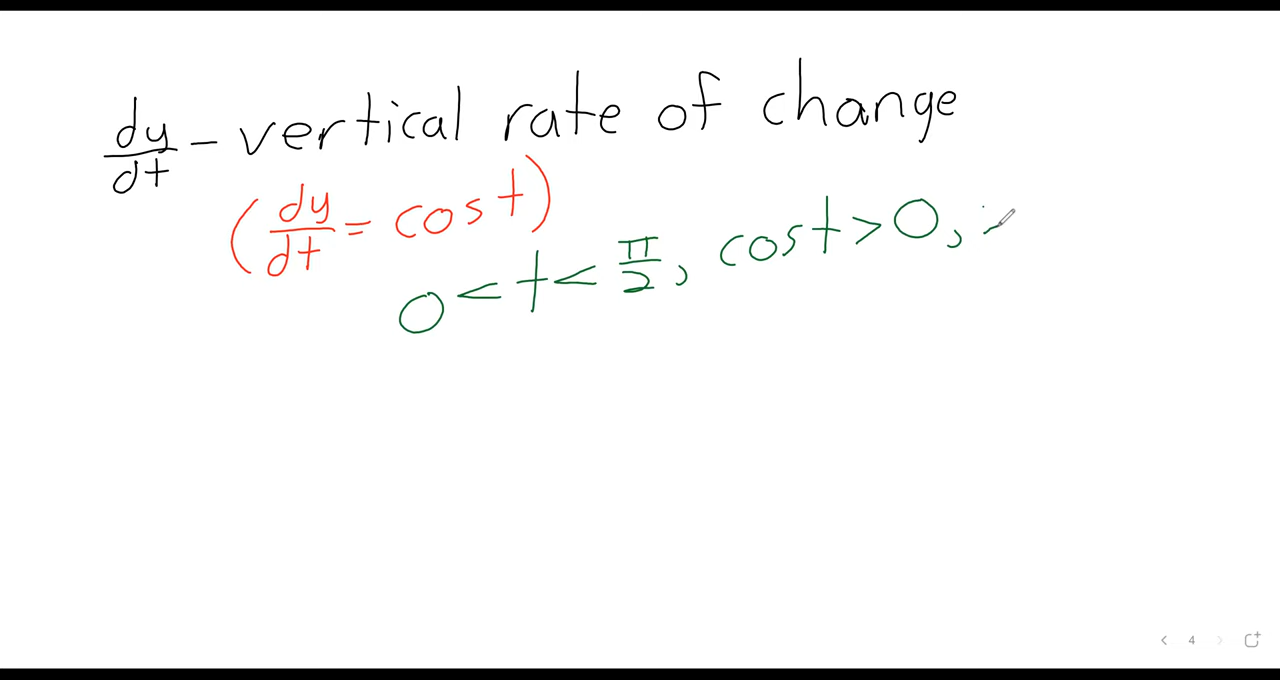 dy/dt - vertical rate of change
(dy/dt = cos t)
0 < t < π/2, cos t > 0,
4